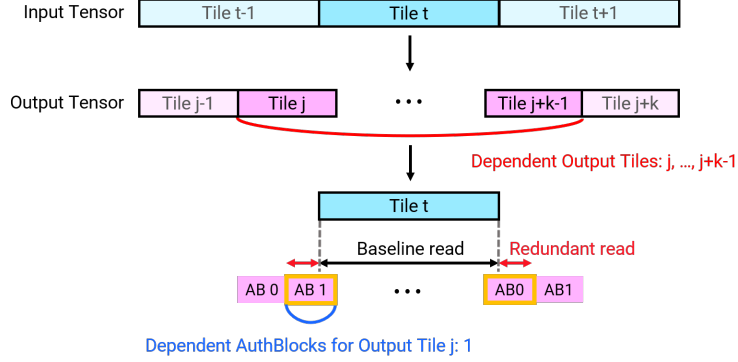 Input Tensor
Tile t-1
Tile t
Tile t+1
Output Tensor
Tile j-1
Tile j
...
Tile j+k-1
Tile j+k
Dependent Output Tiles: j, ..., j+k-1
Tile t
Baseline read
Redundant read
AB 0
AB 1
...
AB0
AB1
Dependent AuthBlocks for Output Tile j: 1